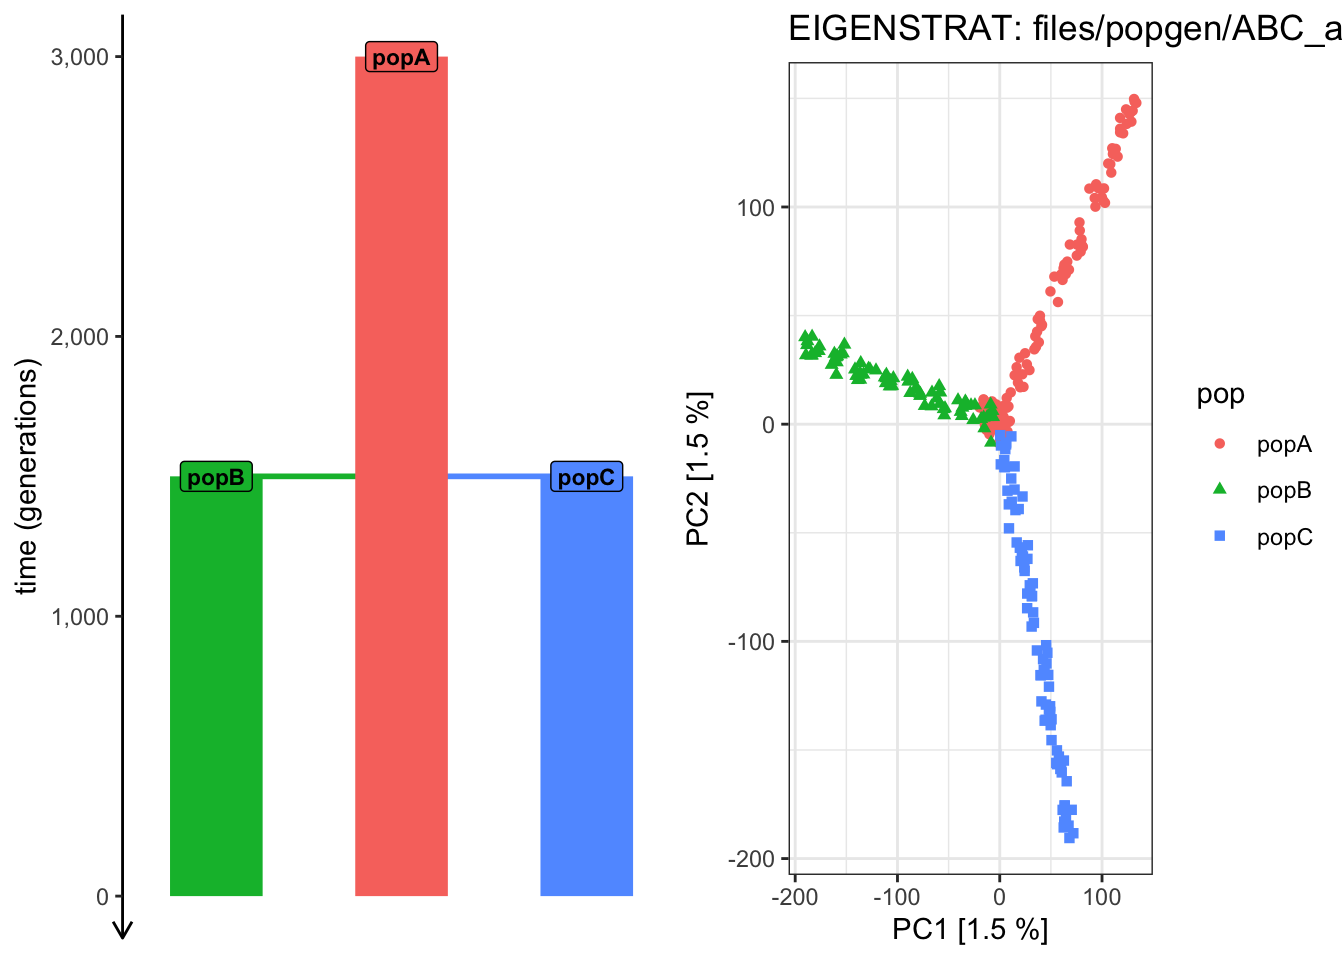 time (generations)
3,000
2,000
1,000
0
popA
popB
popC
EIGENSTRAT: files/popgen/ABC_a
PC2 [1.5 %]
100
0
-100
-200
-200
-100
0
100
PC1 [1.5 %]
pop
popA
popB
popC